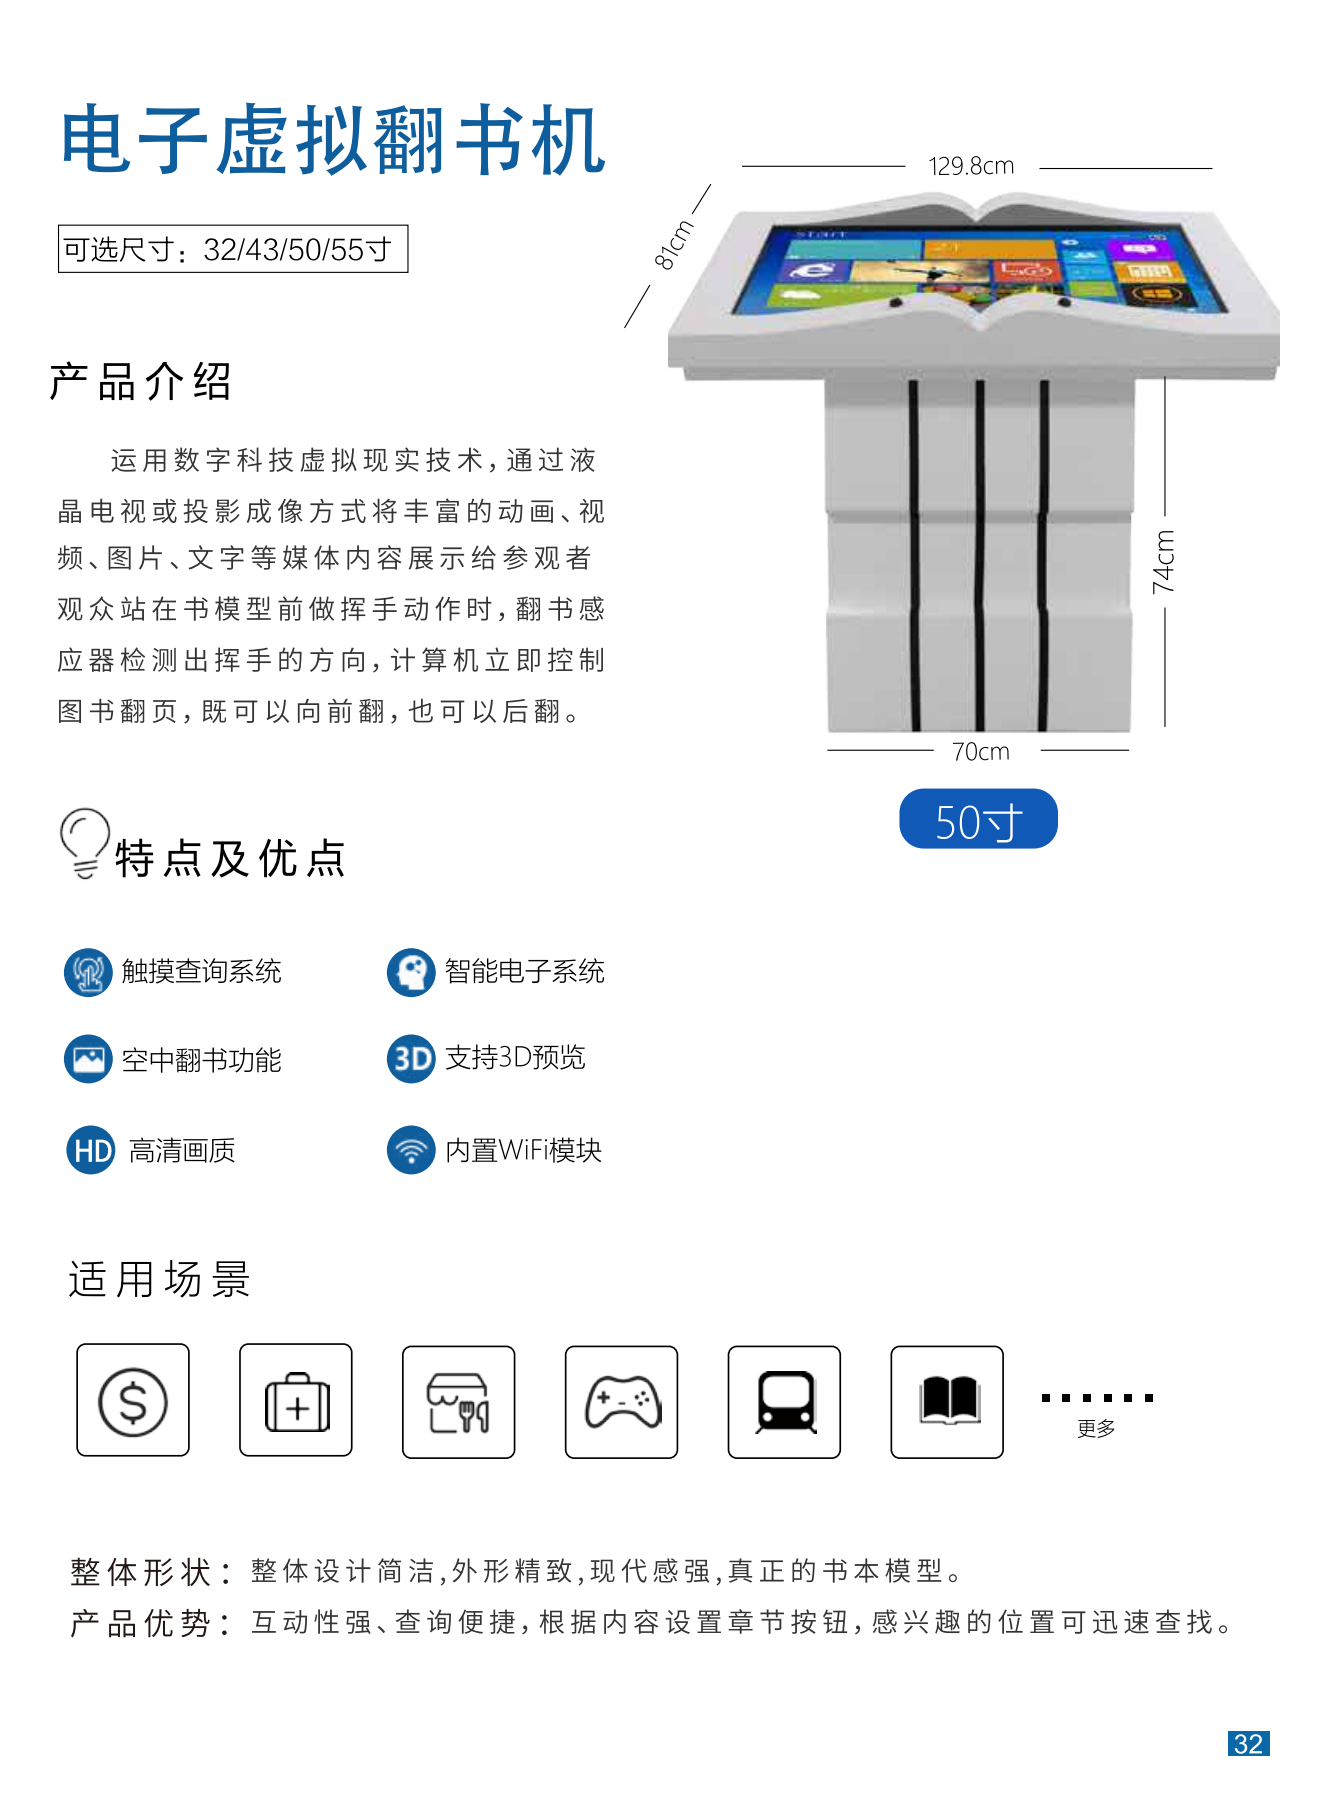 电子虚拟翻书机
可选尺寸：32/43/50/55寸
129.8cm
81cm
start
74cm
70cm
50寸
产品介绍
运用数字科技虚拟现实技术，通过液
晶电视或投影成像方式将丰富的动画、视
频、图片、文字等媒体内容展示给参观者
观众站在书模型前做挥手动作时，翻书感
应器检测出挥手的方向，计算机立即控制
图书翻页，既可以向前翻，也可以后翻。
特点及优点
触摸查询系统
智能电子系统
空中翻书功能
3D 支持3D预览
HD 高清画质
内置WiFi模块
适用场景
更多
整体形状：整体设计简洁，外形精致，现代感强，真正的书本模型。
产品优势：互动性强、查询便捷，根据内容设置章节按钮，感兴趣的位置可迅速查找。
32